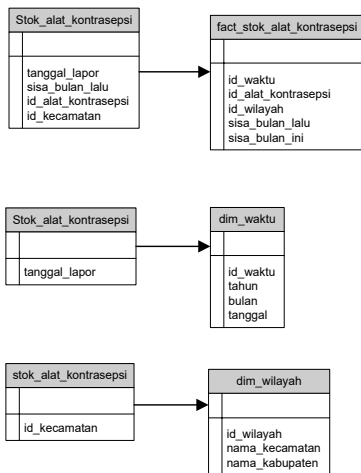 Stok_alat_kontrasepsi
tanggal_lapor
sisa_bulan_lalu
id_alat_kontrasepsi
id_kecamatan
fact_stok_alat_kontrasepsi
id_waktu
id_alat_kontrasepsi
id_wilayah
sisa_bulan_lalu
sisa_bulan_ini
Stok_alat_kontrasepsi
tanggal_lapor
dim_waktu
id_waktu
tahun
bulan
tanggal
stok_alat_kontrasepsi
id_kecamatan
dim_wilayah
id_wilayah
nama_kecamatan
nama_kabupaten